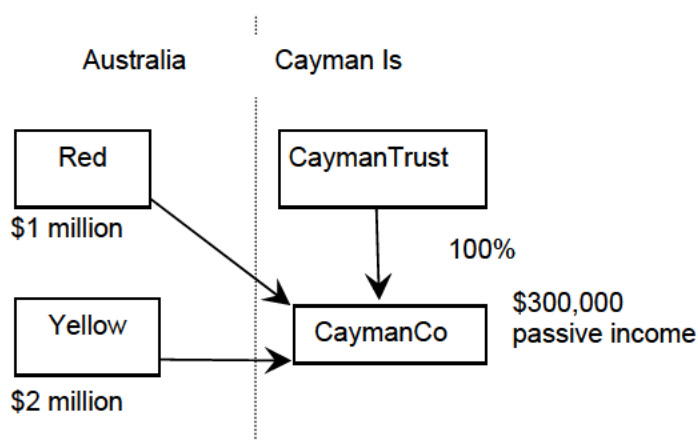 Australia
Cayman Is
Red
CaymanTrust
$1 million
100%
Yellow
CaymanCo
$300,000
passive income
$2 million